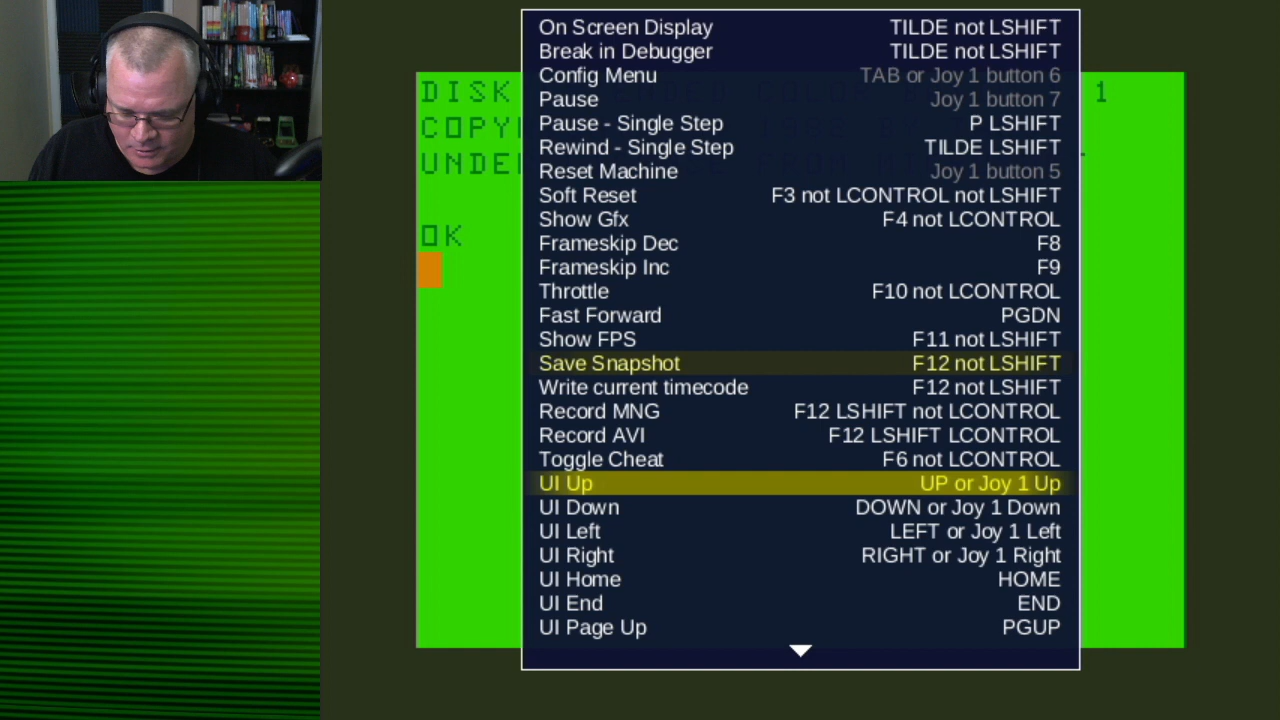 On Screen Display TILDE not LSHIFT
Break in Debugger TILDE not LSHIFT
Config Menu TAB or Joy 1 button 6
Pause Joy 1 button 7
Pause - Single Step P LSHIFT
Rewind - Single Step TILDE LSHIFT
Reset Machine Joy 1 button 5
Soft Reset F3 not LCONTROL not LSHIFT
Show Gfx F4 not LCONTROL
Frameskip Dec F8
Frameskip Inc F9
Throttle F10 not LCONTROL
Fast Forward PGDN
Show FPS F11 not LSHIFT
Save Snapshot F12 not LSHIFT
Write current timecode F12 not LSHIFT
Record MNG F12 LSHIFT not LCONTROL
Record AVI F12 LSHIFT LCONTROL
Toggle Cheat F6 not LCONTROL
UI Up UP or Joy 1 Up
UI Down DOWN or Joy 1 Down
UI Left LEFT or Joy 1 Left
UI Right RIGHT or Joy 1 Right
UI Home HOME
UI End END
UI Page Up PGUP
DISK COLOR 1
COPY
UNDE FROM
OK